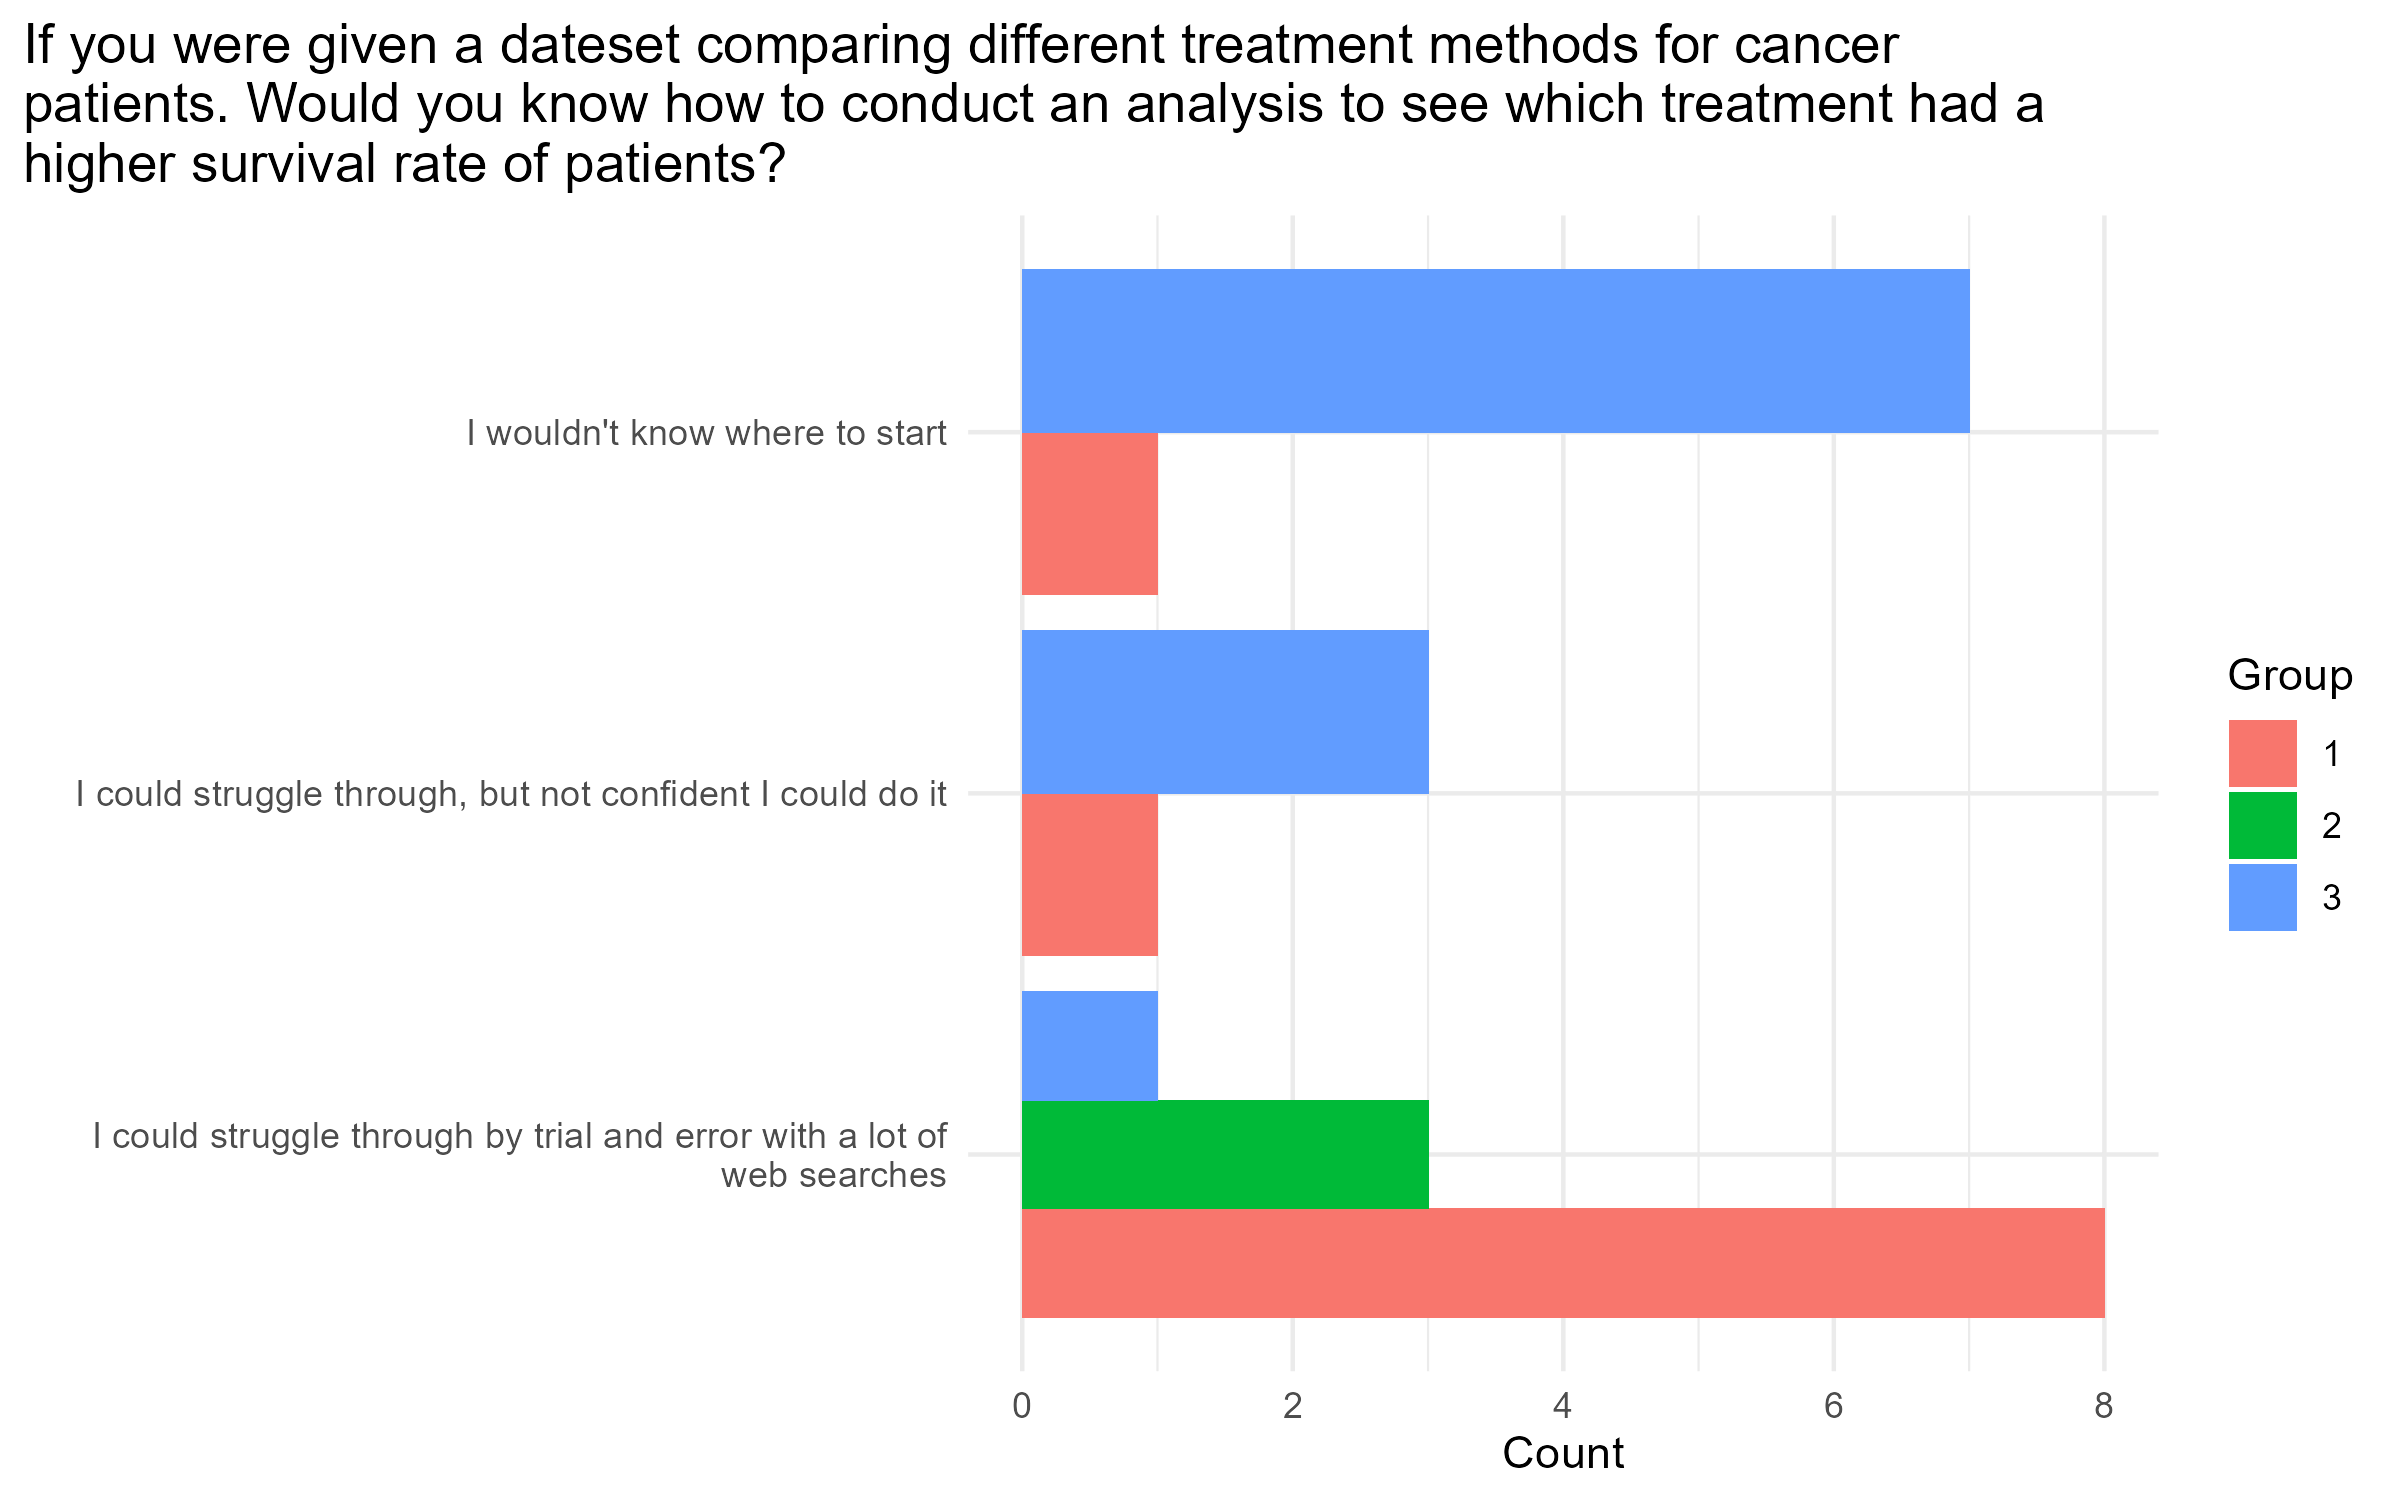 If you were given a dateset comparing different treatment methods for cancer
patients. Would you know how to conduct an analysis to see which treatment had a
higher survival rate of patients?
I wouldn't know where to start
I could struggle through, but not confident I could do it
I could struggle through by trial and error with a lot of
web searches
0 2 4 6 8
Count
Group
1
2
3